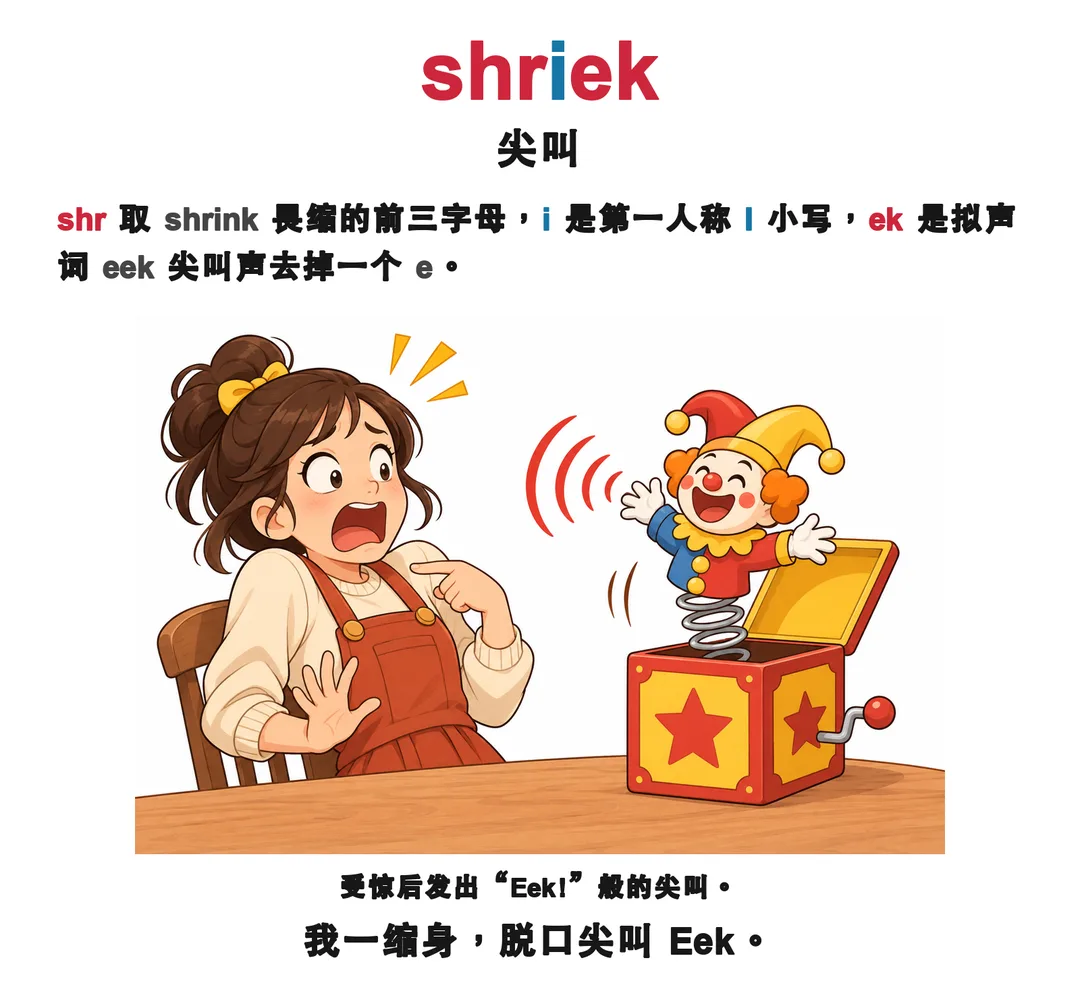 shriek
尖叫
shr 取 shrink 畏缩的前三字母，i 是第一人称 I 小写，ek 是拟声
词 eek 尖叫声去掉一个 e。
受惊后发出“Eek!”般的尖叫。
我一缩身，脱口尖叫 Eek。